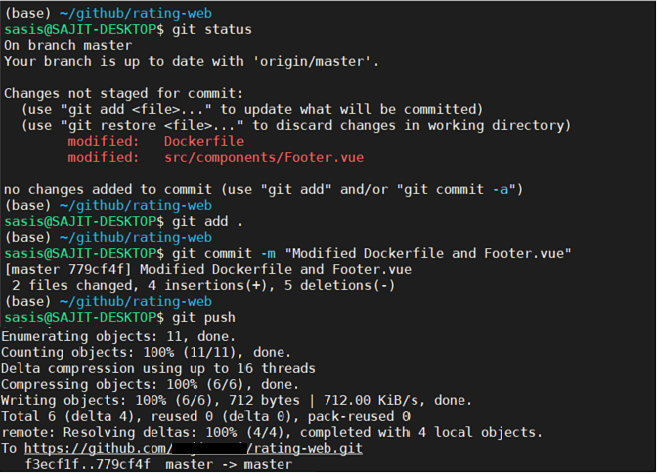 (base) ~/github/rating-web
sasis@SAJIT-DESKTOP$ git status
On branch master
Your branch is up to date with 'origin/master'.
Changes not staged for commit:
(use "git add <file>..." to update what will be committed)
(use "git restore <file>..." to discard changes in working directory)
modified: Dockerfile
modified: src/components/Footer.vue
no changes added to commit (use "git add" and/or "git commit -a")
(base) ~/github/rating-web
sasis@SAJIT-DESKTOP$ git add .
(base) ~/github/rating-web
sasis@SAJIT-DESKTOP$ git commit -m "Modified Dockerfile and Footer.vue"
[master 779cf4f] Modified Dockerfile and Footer.vue
2 files changed, 4 insertions(+), 5 deletions(-)
(base) ~/github/rating-web
sasis@SAJIT-DESKTOP$ git push
Enumerating objects: 11, done.
Counting objects: 100% (11/11), done.
Delta compression using up to 16 threads
Compressing objects: 100% (6/6), done.
Writing objects: 100% (6/6), 712 bytes | 712.00 KiB/s, done.
Total 6 (delta 4), reused 0 (delta 0), pack-reused 0
remote: Resolving deltas: 100% (4/4), completed with 4 local objects.
To https://github.com/ /rating-web.git
f3ecf1f..779cf4f master -> master